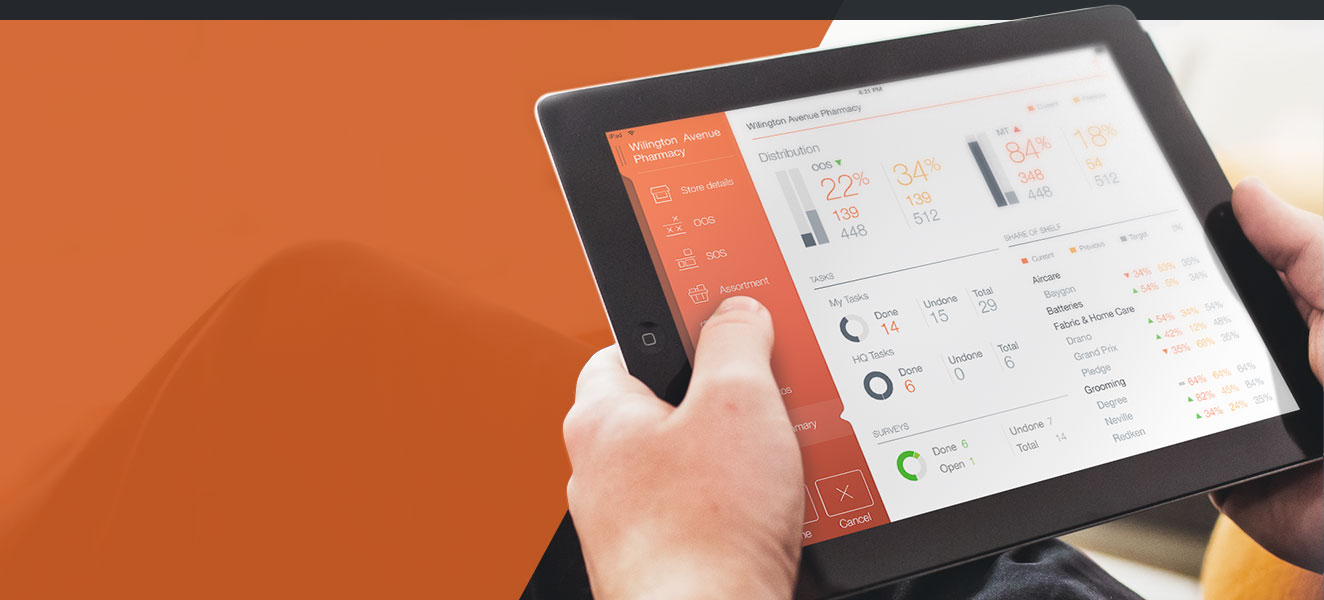 iPad
4:21 PM
Wilington Avenue
Pharmacy
Store details
OOS
SOS
Assortment
Cancel
Wilington Avenue Pharmacy
Current Previous
Distribution
OOS
22% 34%
139 139
448 512
MT
84% 18%
348 54
448 512
TASKS
My Tasks
Done Undone Total
14 15 29
HQ Tasks
Done Undone Total
6 0 6
SURVEYS
Done 6 Undone 7
Open 1 Total 14
SHARE OF SHELF
Current Previous Target
Aircare
Baygon
Batteries
Fabric & Home Care
Drano
Grand Prix
Pledge
Grooming
Degree
Neville
Redken
34% 35%
54% 5% 34%
54% 34% 54%
42% 12% 48%
35% 68% 35%
64% 64% 64%
82% 84%
34% 24% 35%